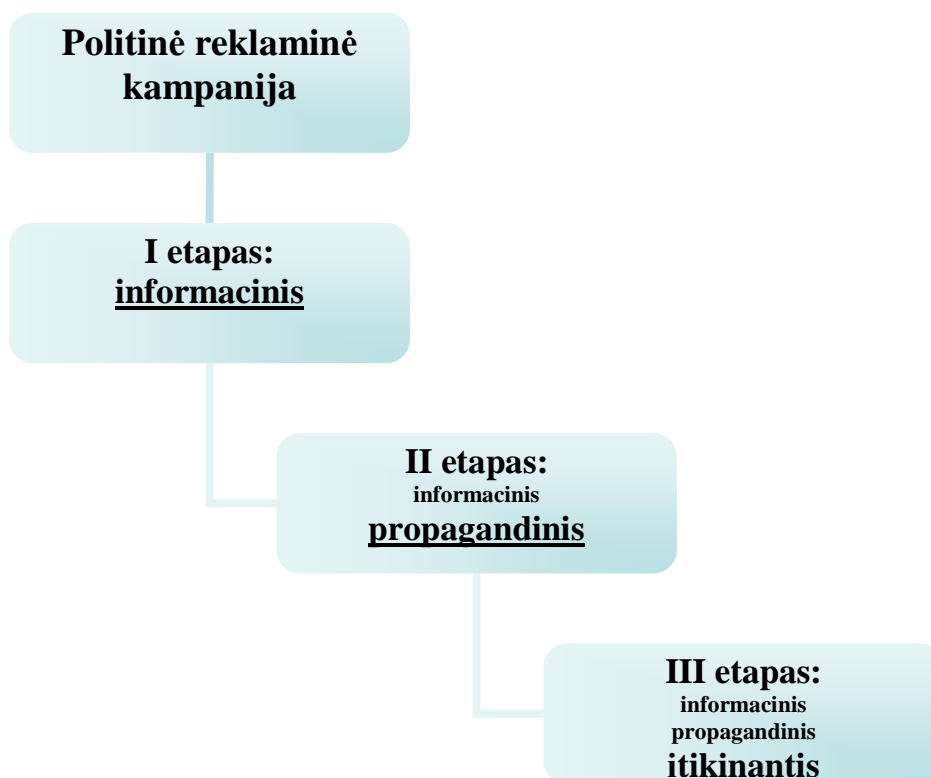 Politinė reklaminė
kampanija
I etapas:
informacinis
II etapas:
informacinis
propagandinis
III etapas:
informacinis
propagandinis
itikinantis